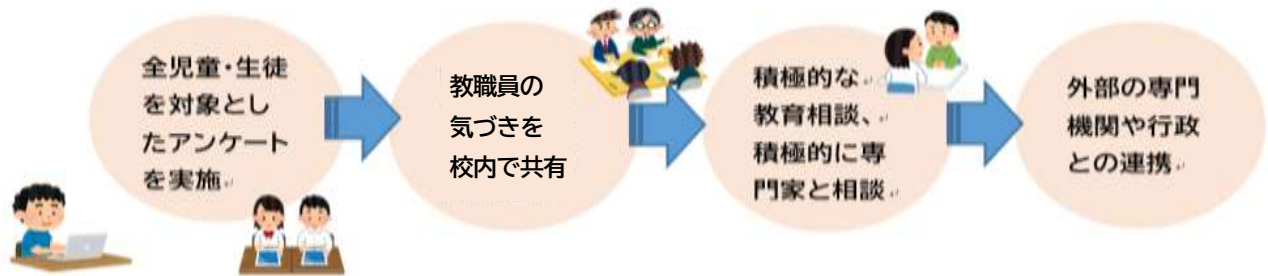 全児童・生徒
を対象とし
たアンケート
を実施
教職員の
気づきを
校内で共有
積極的な
教育相談、
積極的に専
門家と相談
外部の専門
機関や行政
との連携